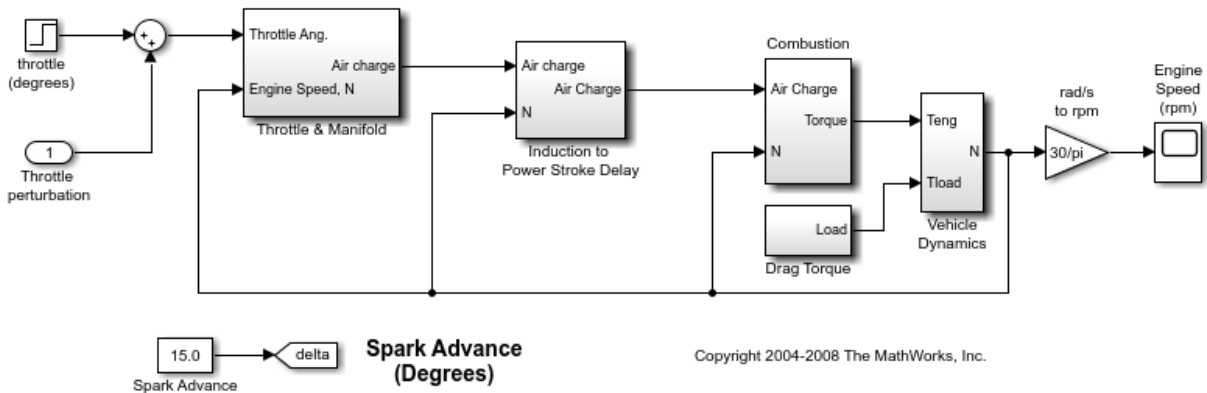 throttle
(degrees)
+
+
1
Throttle
perturbation
Throttle Ang.
Air charge
Engine Speed, N
Throttle & Manifold
Air charge
Air Charge
N
Induction to
Power Stroke Delay
Combustion
Air Charge
Torque
N
Load
Drag Torque
Teng
N
Tload
Vehicle
Dynamics
rad/s
to rpm
30/pi
Engine
Speed
(rpm)
15.0
Spark Advance
delta
Spark Advance
(Degrees)
Copyright 2004-2008 The MathWorks, Inc.